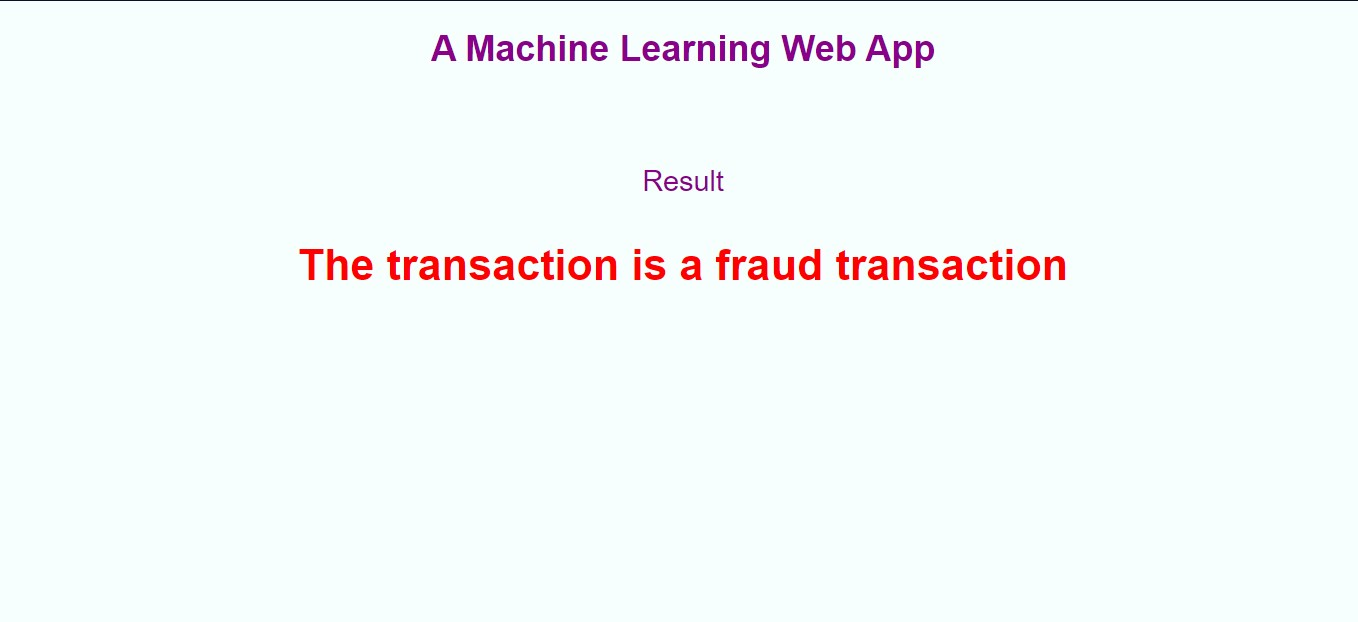 A Machine Learning Web App
Result
The transaction is a fraud transaction